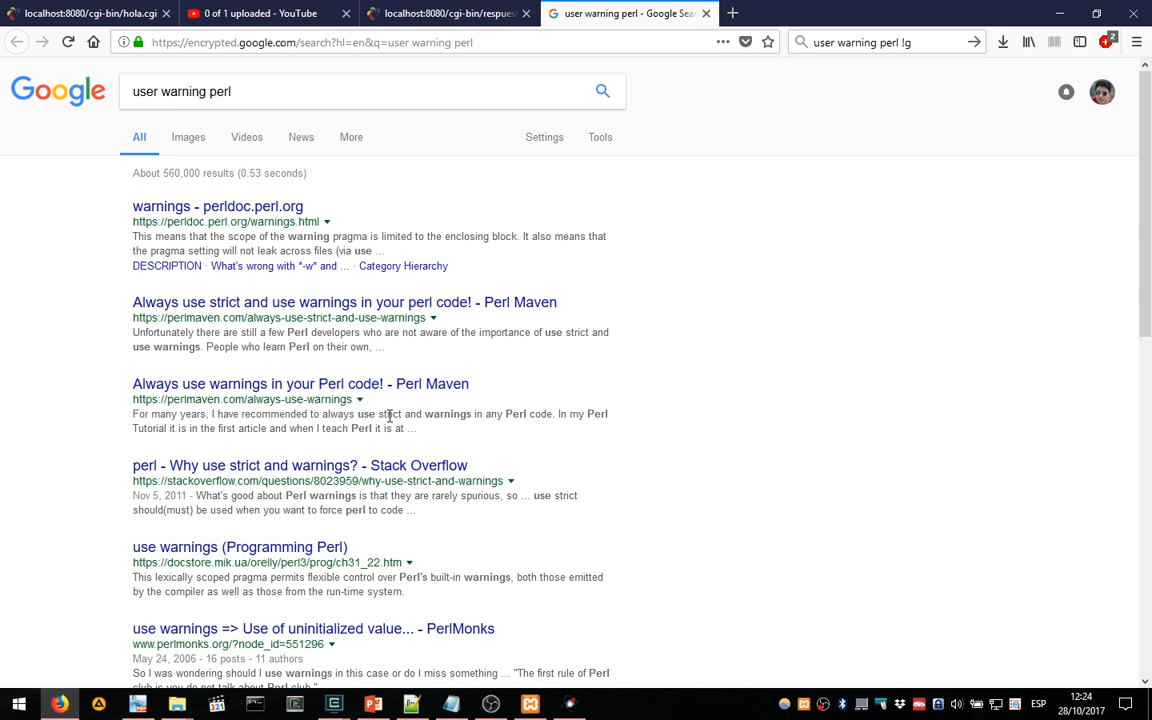 localhost:8080/cgi-bin/hola.cgi
0 of 1 uploaded - YouTube
localhost:8080/cgi-bin/respues
user warning perl - Google Sear
https://encrypted.google.com/search?hl=en&q=user warning perl
user warning perl !g
2
Google
user warning perl
All Images Videos News More Settings Tools
About 560,000 results (0.53 seconds)
warnings - perldoc.perl.org
https://perldoc.perl.org/warnings.html
This means that the scope of the warning pragma is limited to the enclosing block. It also means that
the pragma setting will not leak across files (via use ...
DESCRIPTION · What's wrong with *-w* and ... · Category Hierarchy
Always use strict and use warnings in your perl code! - Perl Maven
https://perlmaven.com/always-use-strict-and-use-warnings
Unfortunately there are still a few Perl developers who are not aware of the importance of use strict and
use warnings. People who learn Perl on their own, ...
Always use warnings in your Perl code! - Perl Maven
https://perlmaven.com/always-use-warnings
For many years, I have recommended to always use strict and warnings in any Perl code. In my Perl
Tutorial it is in the first article and when I teach Perl it is at ...
perl - Why use strict and warnings? - Stack Overflow
https://stackoverflow.com/questions/8023959/why-use-strict-and-warnings
Nov 5, 2011 - What's good about Perl warnings is that they are rarely spurious, so ... use strict
should(must) be used when you want to force perl to code ...
use warnings (Programming Perl)
https://docstore.mik.ua/orelly/perl3/prog/ch31_22.htm
This lexically scoped pragma permits flexible control over Perl's built-in warnings, both those emitted
by the compiler as well as those from the run-time system.
use warnings => Use of uninitialized value... - PerlMonks
www.perlmonks.org/?node_id=551296
May 24, 2006 - 16 posts - 11 authors
So I was wondering should I use warnings in this case or do I miss something ... "The first rule of Perl
club is you do not talk about Perl club."
ESP
12:24
28/10/2017